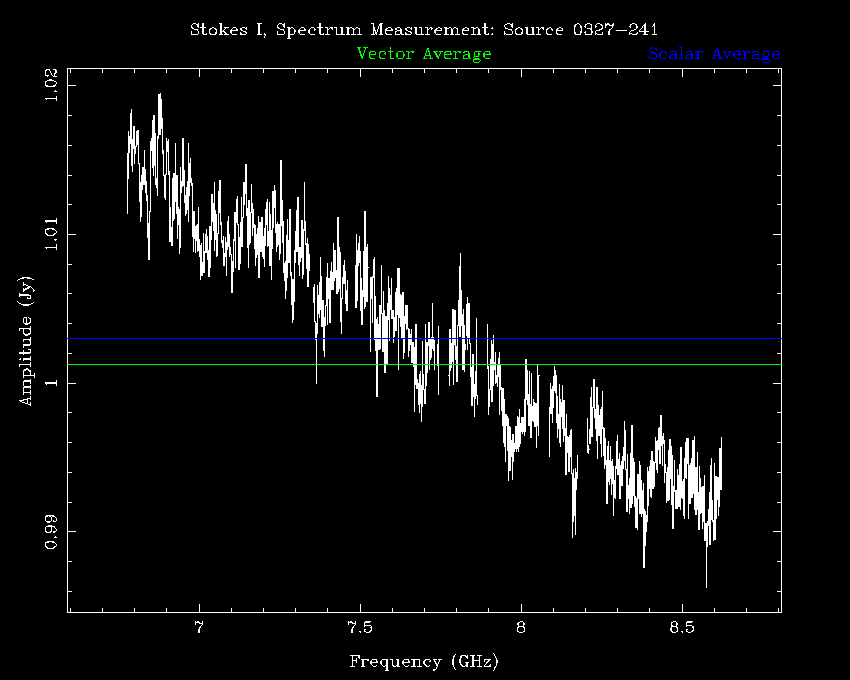 Stokes I, Spectrum Measurement: Source 0327-241
Vector Average Scalar Average
1.02
1.01
1
0.99
Amplitude (Jy)
7 7.5 8 8.5
Frequency (GHz)